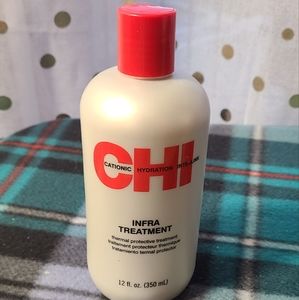 CHI
CATIONIC HYDRATION INTERLINK
INFRA
TREATMENT
thermal protective treatment
traitement protecteur thermique
tratamiento termal protector
12 fl. oz. (350 mL)